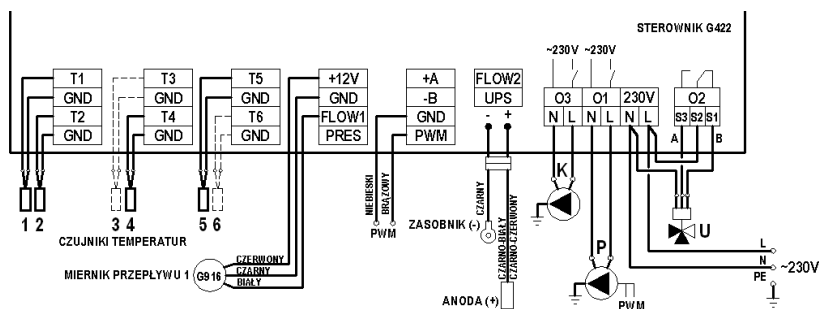 STEROWNIK G422
~230V ~230V
T1 T3 T5 +12V +A FLOW2
GND GND GND GND -B UPS O3 O1 230V O2
T2 T4 T6 FLOW1 GND - + N L N L N L S3 S2 S1
GND GND GND PRES PWM A B
K
NIEBIESKI
BRĄZOWY
CZARNY
1 2 3 4 5 6
CZUJNIKI TEMPERATUR
PWM
ZASOBNIK (-)
U
CZARNO-BIAŁY
CZARNO-CZERWONY
P
L
CZERWONY
MIERNIK PRZEPŁYWU 1 G916 CZARNY
BIAŁY
N ~230V
PE
ANODA (+)
PWM